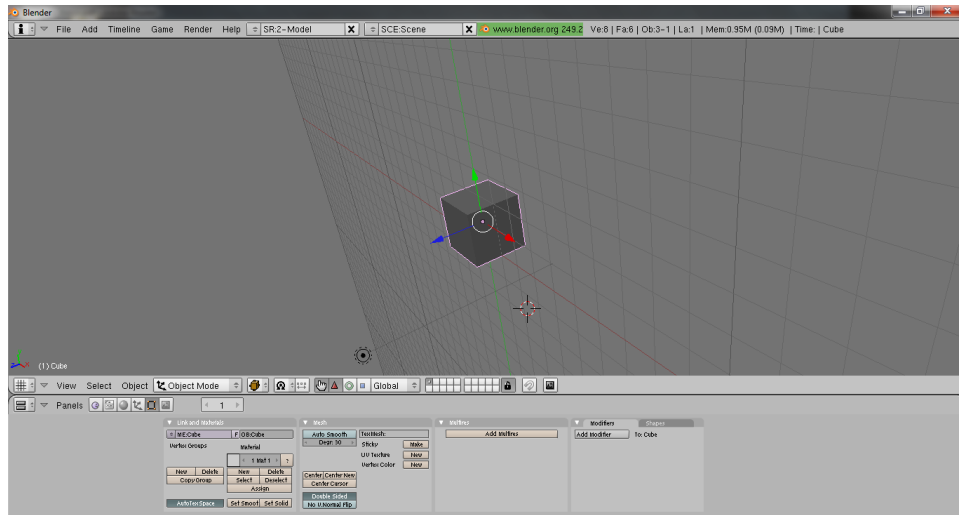 Blender
File Add Timeline Game Render Help SR:2-Model X SCE:Scene X www.blender.org 249.2 Ve:8 | Fa:6 | Ob:3-1 | La:1 | Mem:0.95M (0.09M) | Time: | Cube
(1) Cube
View Select Object Object Mode Global
Panels 1
Link and Materials Mesh Multires Modifiers Shapes
ME:Cube F OB:Cube Auto Smooth TexMesh: Add Multires Add Modifier To: Cube
Vertex Groups Material Degr: 30 Sticky Make
1 Mat 1 ? UV Texture New
Vertex Color New
New Delete New Delete Center Center New
Copy Group Select Deselect Center Cursor
Assign
Double Sided
AutoTexSpace Set Smoot Set Solid No V.Normal Flip